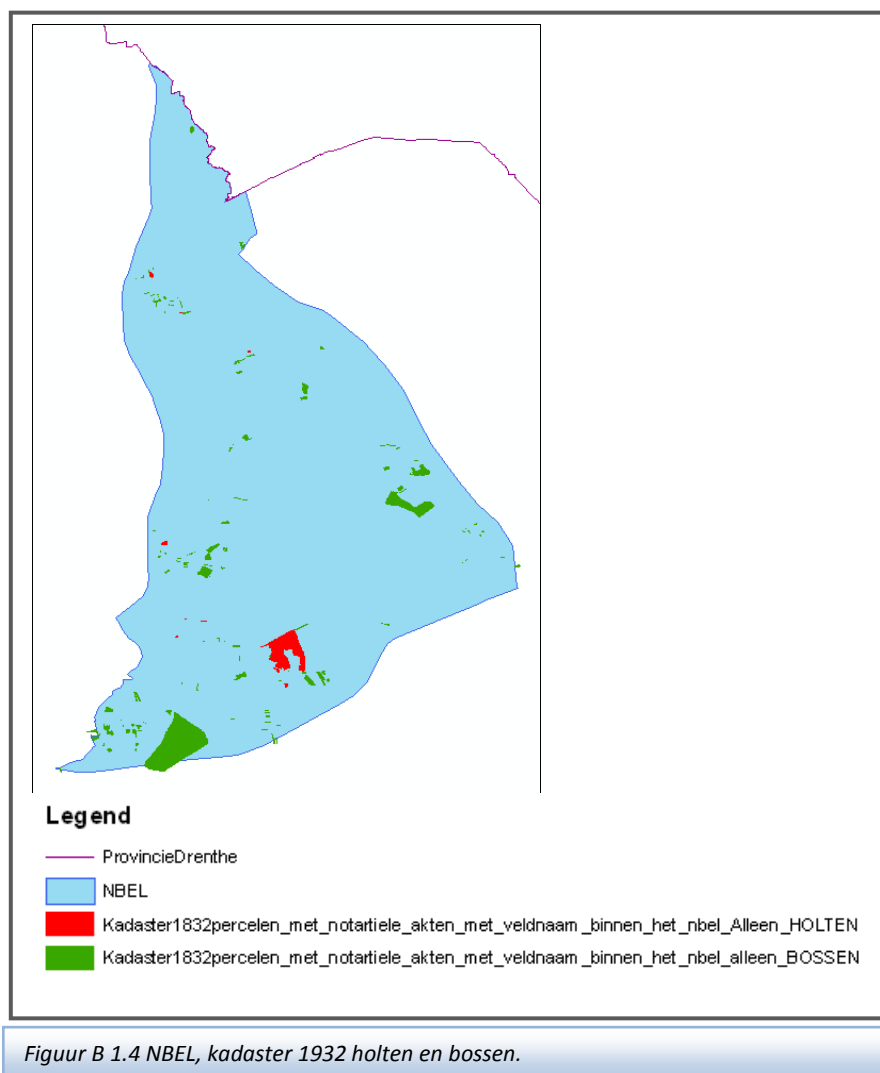 Legend
ProvincieDrenthe
NBEL
Kadaster1832percelen_met_notartiele_akten_met_veldnaam_binnen_het_nbel_Alleen_HOLTEN
Kadaster1832percelen_met_notartiele_akten_met_veldnaam_binnen_het_nbel_alleen_BOSSEN
Figuur B 1.4 NBEL, kadaster 1932 holten en bossen.